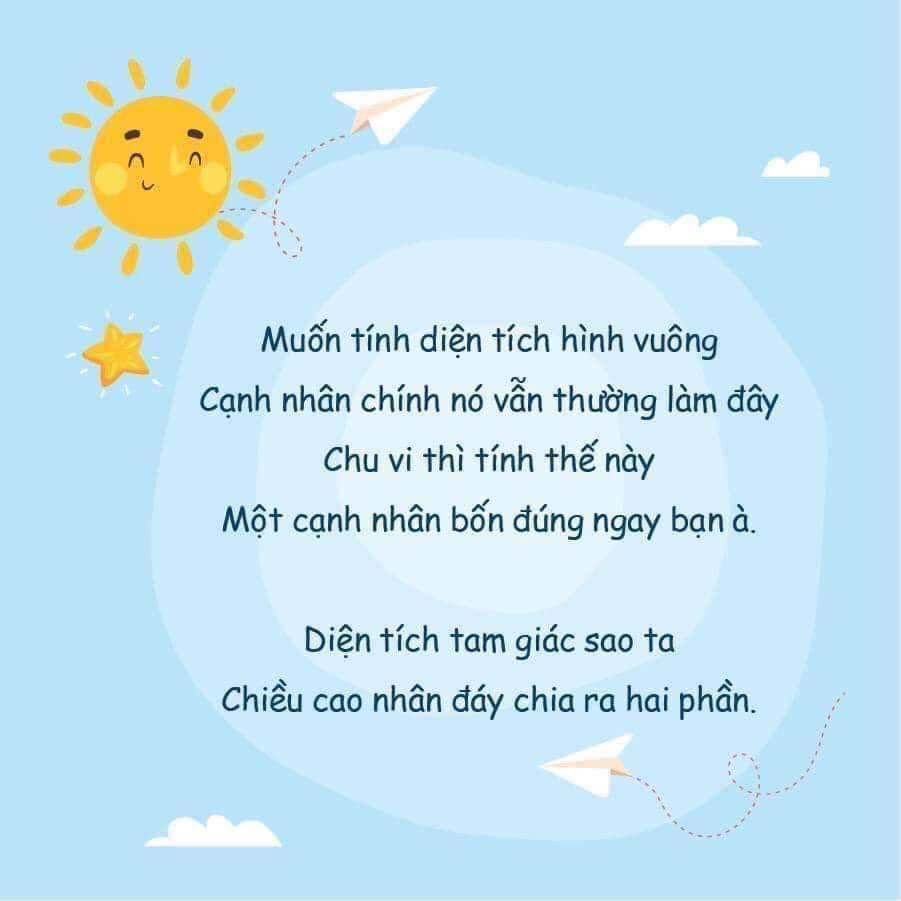 Muốn tính diện tích hình vuông
Cạnh nhân chính nó vẫn thường làm đây
Chu vi thì tính thế này
Một cạnh nhân bốn đúng ngay bạn à.
Diện tích tam giác sao ta
Chiều cao nhân đáy chia ra hai phần.